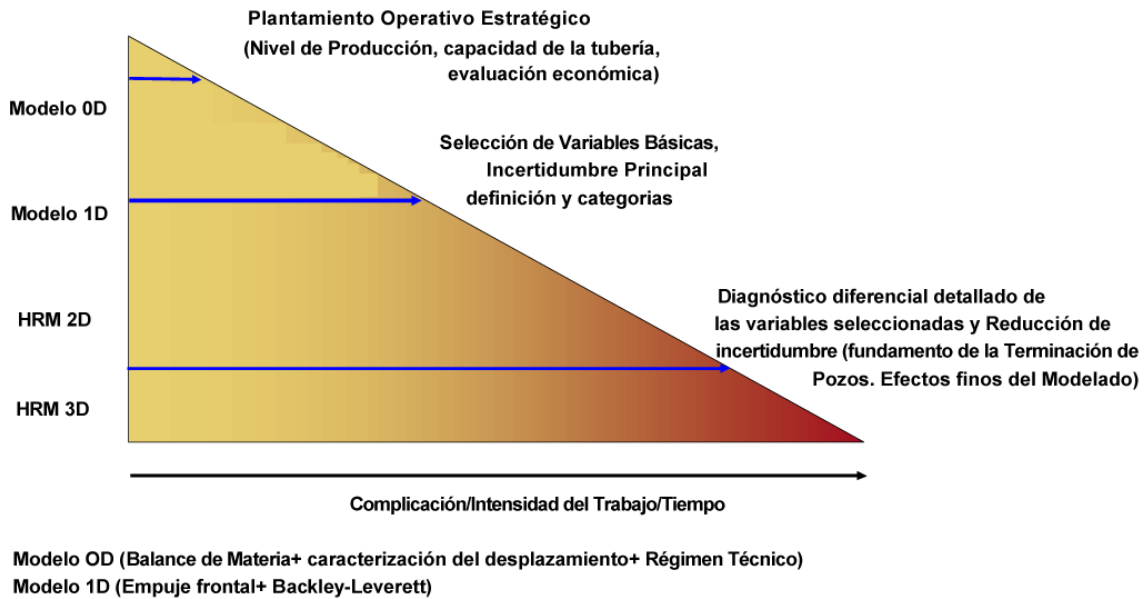 Plantamiento Operativo Estratégico
(Nivel de Producción, capacidad de la tubería,
evaluación económica)
Modelo 0D
Selección de Variables Básicas,
Incertidumbre Principal
definición y categorias
Modelo 1D
HRM 2D
Diagnóstico diferencial detallado de
las variables seleccionadas y Reducción de
incertidumbre (fundamento de la Terminación de
Pozos. Efectos finos del Modelado)
HRM 3D
Complicación/Intensidad del Trabajo/Tiempo
Modelo OD (Balance de Materia+ caracterización del desplazamiento+ Régimen Técnico)
Modelo 1D (Empuje frontal+ Backley-Leverett)